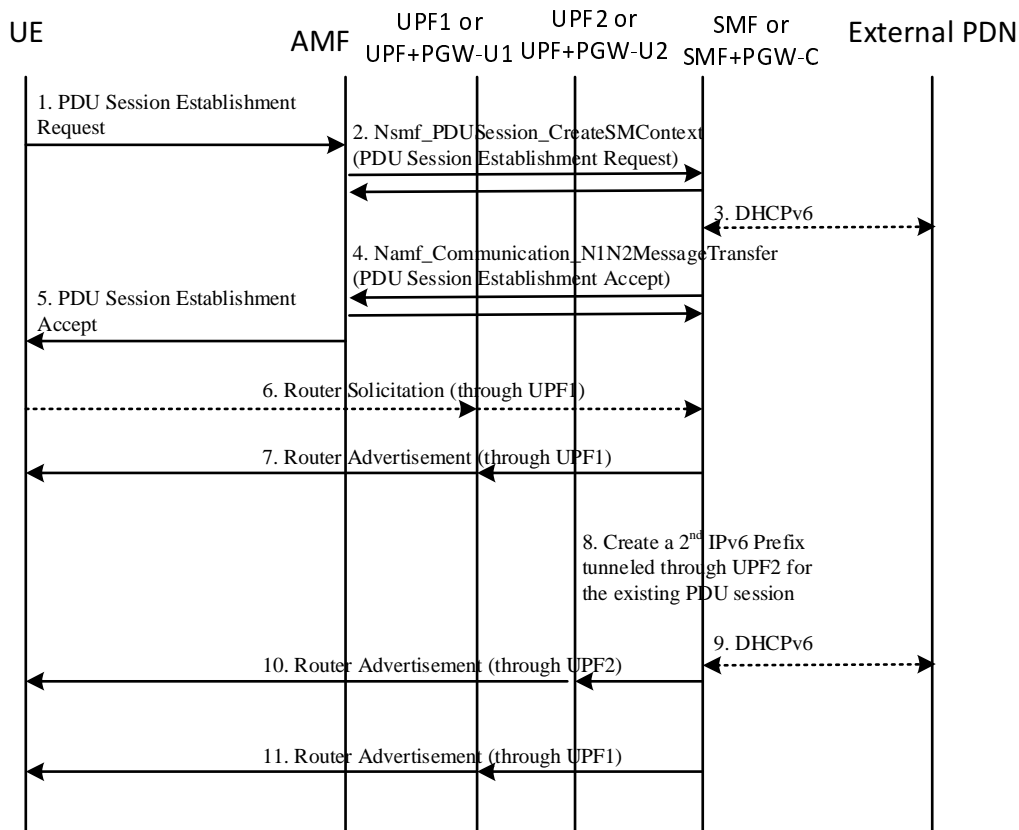 UE
AMF
UPF1 or
UPF+PGW-U1
UPF2 or
UPF+PGW-U2
SMF or
SMF+PGW-C
External PDN
1. PDU Session Establishment
Request
2. Nsmf_PDUSession_CreateSMContext
(PDU Session Establishment Request)
3. DHCPv6
4. Namf_Communication_N1N2MessageTransfer
(PDU Session Establishment Accept)
5. PDU Session Establishment
Accept
6. Router Solicitation (through UPF1)
7. Router Advertisement (through UPF1)
8. Create a 2nd IPv6 Prefix
tunneled through UPF2 for
the existing PDU session
9. DHCPv6
10. Router Advertisement (through UPF2)
11. Router Advertisement (through UPF1)